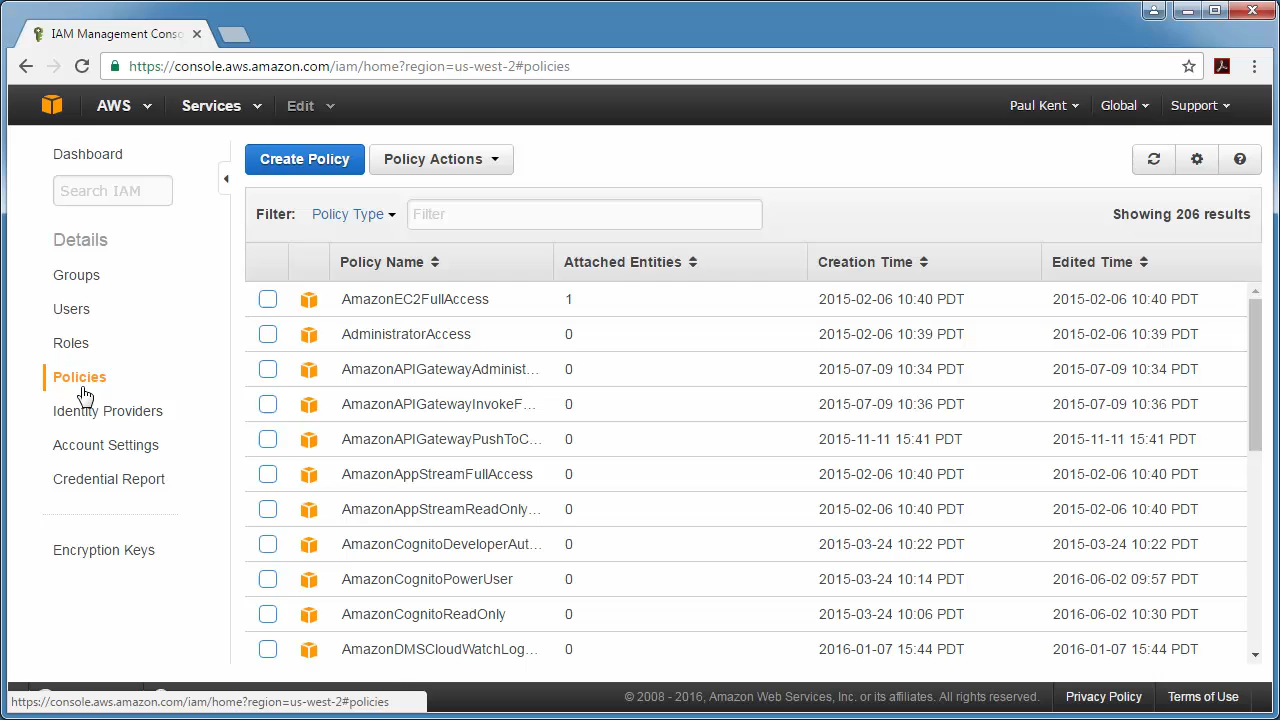 IAM Management Conso
https://console.aws.amazon.com/iam/home?region=us-west-2#policies
AWS Services Edit Paul Kent Global Support
Dashboard
Search IAM
Details
Groups
Users
Roles
Policies
Identity Providers
Account Settings
Credential Report
Encryption Keys
Create Policy Policy Actions
Filter: Policy Type Filter Showing 206 results
Policy Name Attached Entities Creation Time Edited Time
AmazonEC2FullAccess 1 2015-02-06 10:40 PDT 2015-02-06 10:40 PDT
AdministratorAccess 0 2015-02-06 10:39 PDT 2015-02-06 10:39 PDT
AmazonAPIGatewayAdminist... 0 2015-07-09 10:34 PDT 2015-07-09 10:34 PDT
AmazonAPIGatewayInvokeF... 0 2015-07-09 10:36 PDT 2015-07-09 10:36 PDT
AmazonAPIGatewayPushToC... 0 2015-11-11 15:41 PDT 2015-11-11 15:41 PDT
AmazonAppStreamFullAccess 0 2015-02-06 10:40 PDT 2015-02-06 10:40 PDT
AmazonAppStreamReadOnly... 0 2015-02-06 10:40 PDT 2015-02-06 10:40 PDT
AmazonCognitoDeveloperAut... 0 2015-03-24 10:22 PDT 2015-03-24 10:22 PDT
AmazonCognitoPowerUser 0 2015-03-24 10:14 PDT 2016-06-02 09:57 PDT
AmazonCognitoReadOnly 0 2015-03-24 10:06 PDT 2016-06-02 10:30 PDT
AmazonDMSCloudWatchLog... 0 2016-01-07 15:44 PDT 2016-01-07 15:44 PDT
© 2008 - 2016, Amazon Web Services, Inc. or its affiliates. All rights reserved. Privacy Policy Terms of Use
https://console.aws.amazon.com/iam/home?region=us-west-2#policies